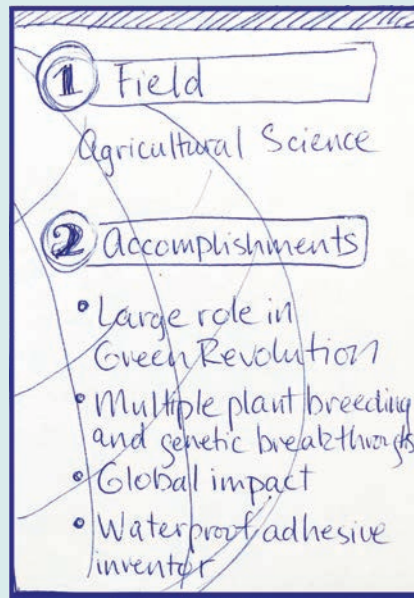 1 Field
Agricultural Science
2 Accomplishments
• Large role in
Green Revolution
• Multiple plant breeding
and genetic breakthroughs
• Global impact
• Waterproof adhesive
inventor